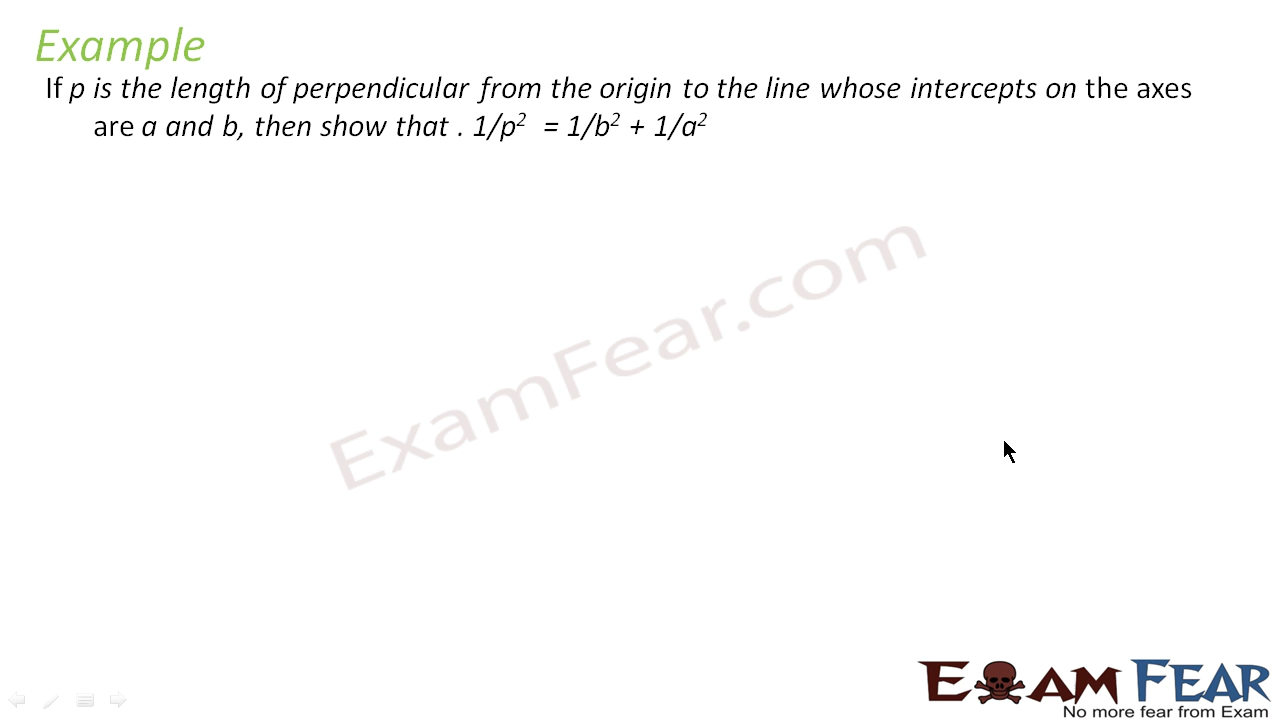 Example
If p is the length of perpendicular from the origin to the line whose intercepts on the axes
are a and b, then show that . 1/p² = 1/b² + 1/a²
ExamFear.com
EXAM FEAR
No more fear from Exam